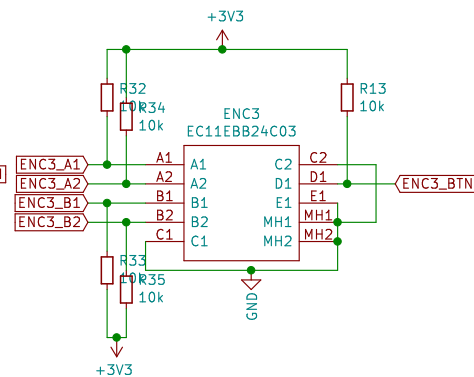 +3V3
R32
10k
R34
10k
R13
10k
ENC3
EC11EBB24C03
ENC3_A1
ENC3_A2
ENC3_B1
ENC3_B2
A1
A2
B1
B2
C1
A1
A2
B1
B2
C1
C2
D1
E1
MH1
MH2
C2
D1
E1
MH1
MH2
ENC3_BTN
R33
10k
R35
10k
GND
+3V3